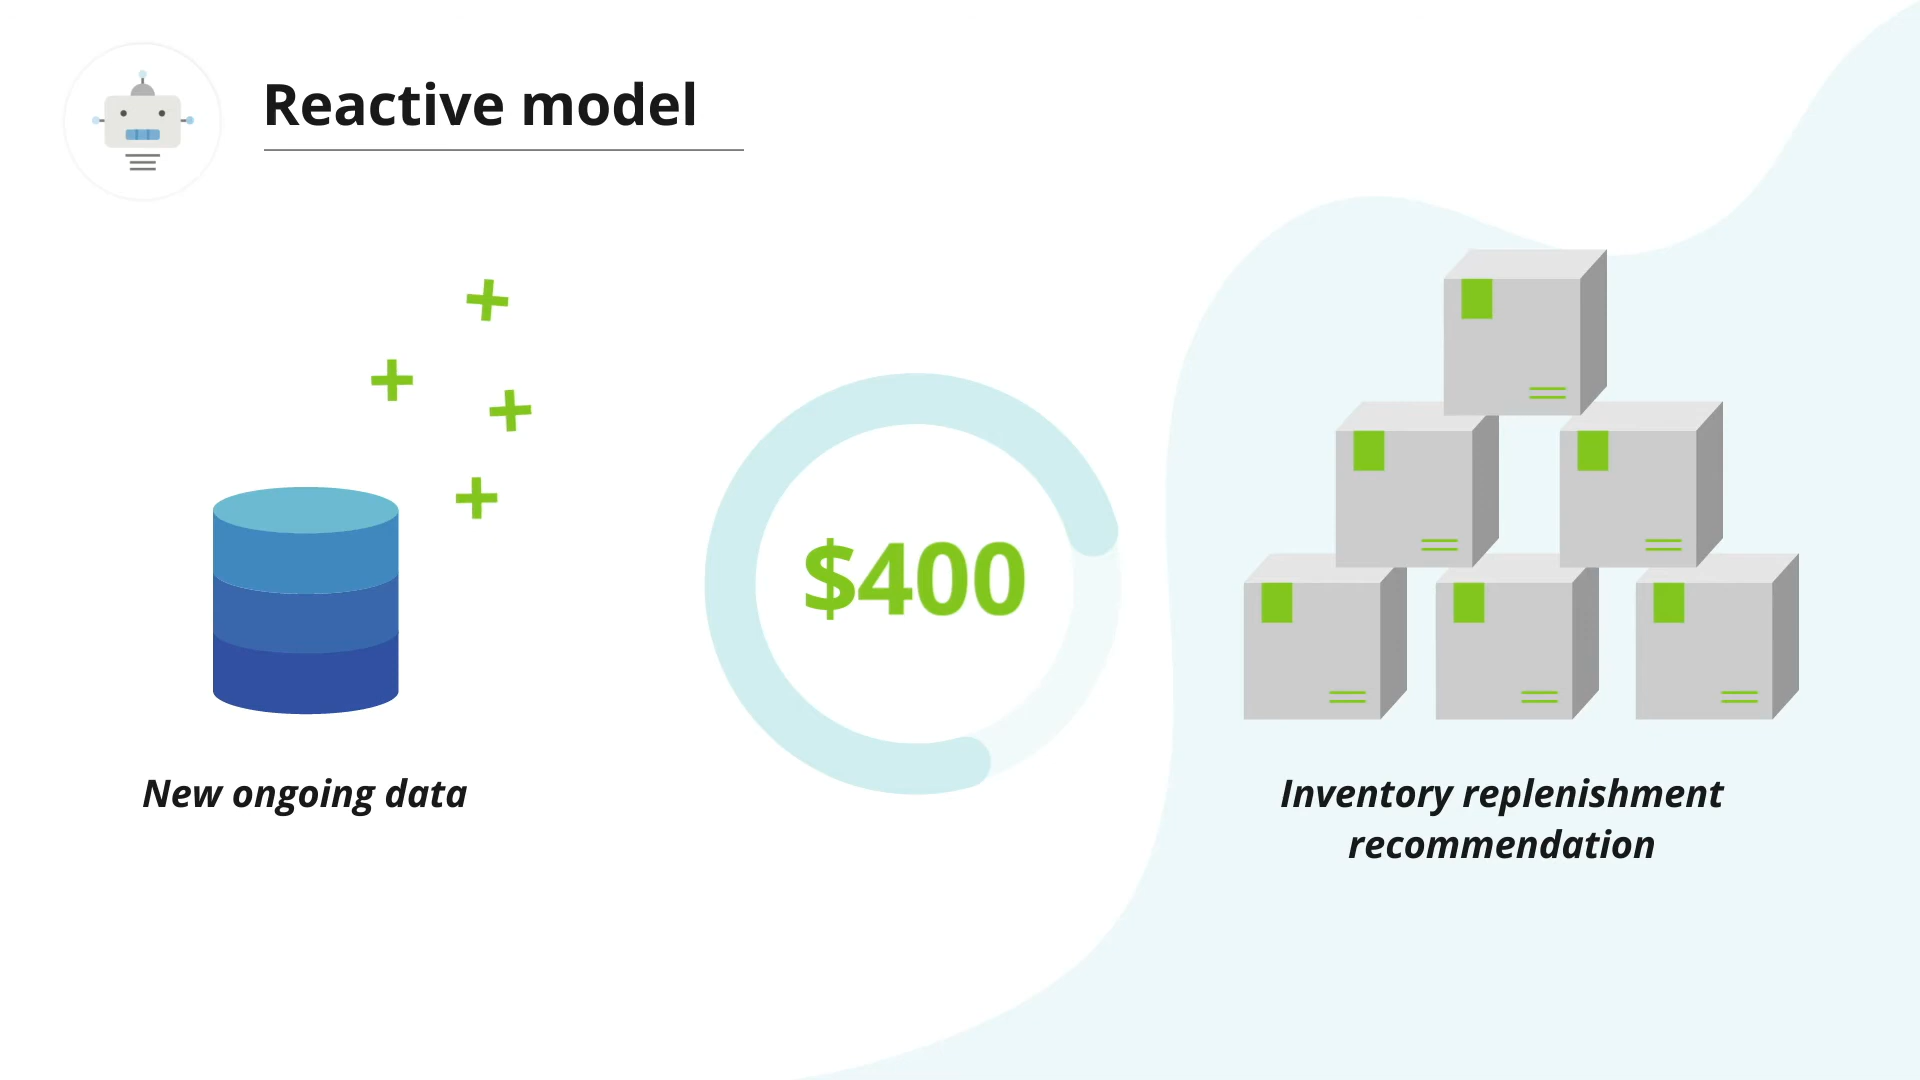 Reactive model
$400
New ongoing data
Inventory replenishment
recommendation